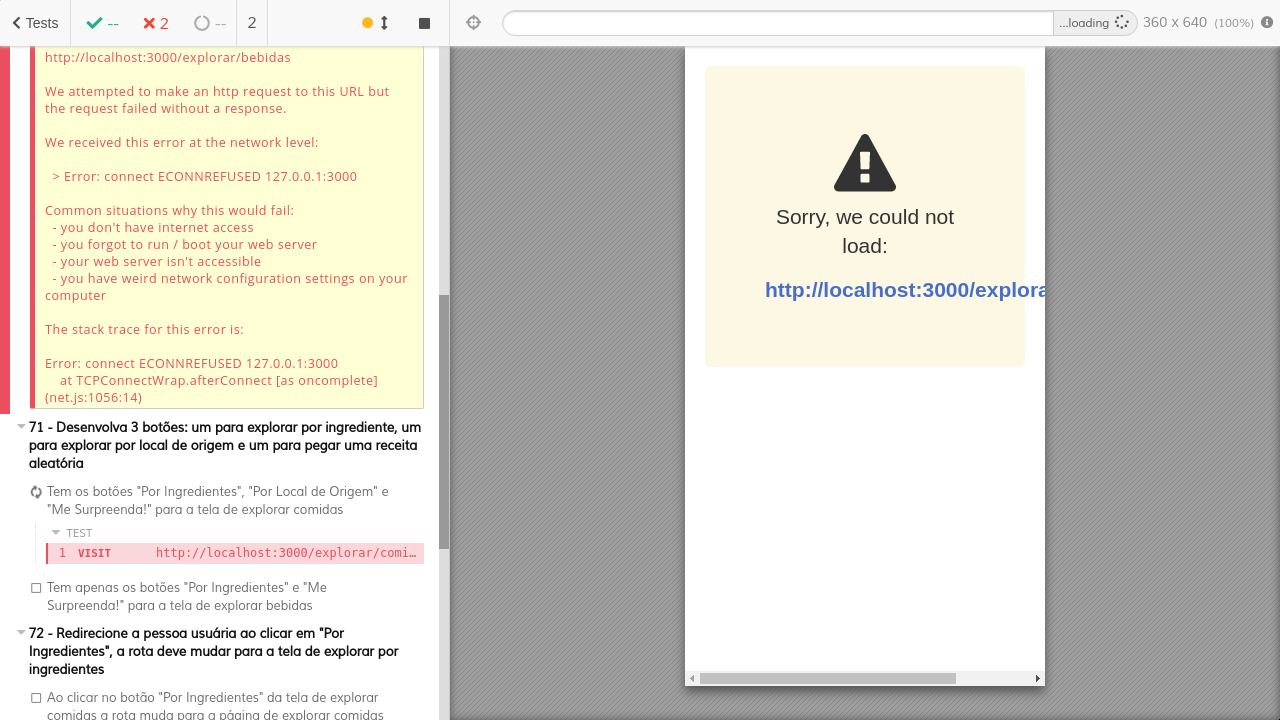 Tests
--
2
--
2
...loading
360 x 640 (100%)
http://localhost:3000/explorar/bebidas
We attempted to make an http request to this URL but
the request failed without a response.
We received this error at the network level:
> Error: connect ECONNREFUSED 127.0.0.1:3000
Common situations why this would fail:
- you don't have internet access
- you forgot to run / boot your web server
- your web server isn't accessible
- you have weird network configuration settings on your
computer
The stack trace for this error is:
Error: connect ECONNREFUSED 127.0.0.1:3000
at TCPConnectWrap.afterConnect [as oncomplete]
(net.js:1056:14)
71 - Desenvolva 3 botões: um para explorar por ingrediente, um
para explorar por local de origem e um para pegar uma receita
aleatória
Tem os botões "Por Ingredientes", "Por Local de Origem" e
"Me Surpreenda!" para a tela de explorar comidas
TEST
1 VISIT http://localhost:3000/explorar/comi...
Tem apenas os botões "Por Ingredientes" e "Me
Surpreenda!" para a tela de explorar bebidas
72 - Redirecione a pessoa usuária ao clicar em "Por
Ingredientes", a rota deve mudar para a tela de explorar por
ingredientes
Ao clicar no botão "Por Ingredientes" da tela de explorar
comidas a rota muda para a página de explorar comidas
Sorry, we could not
load:
http://localhost:3000/explora